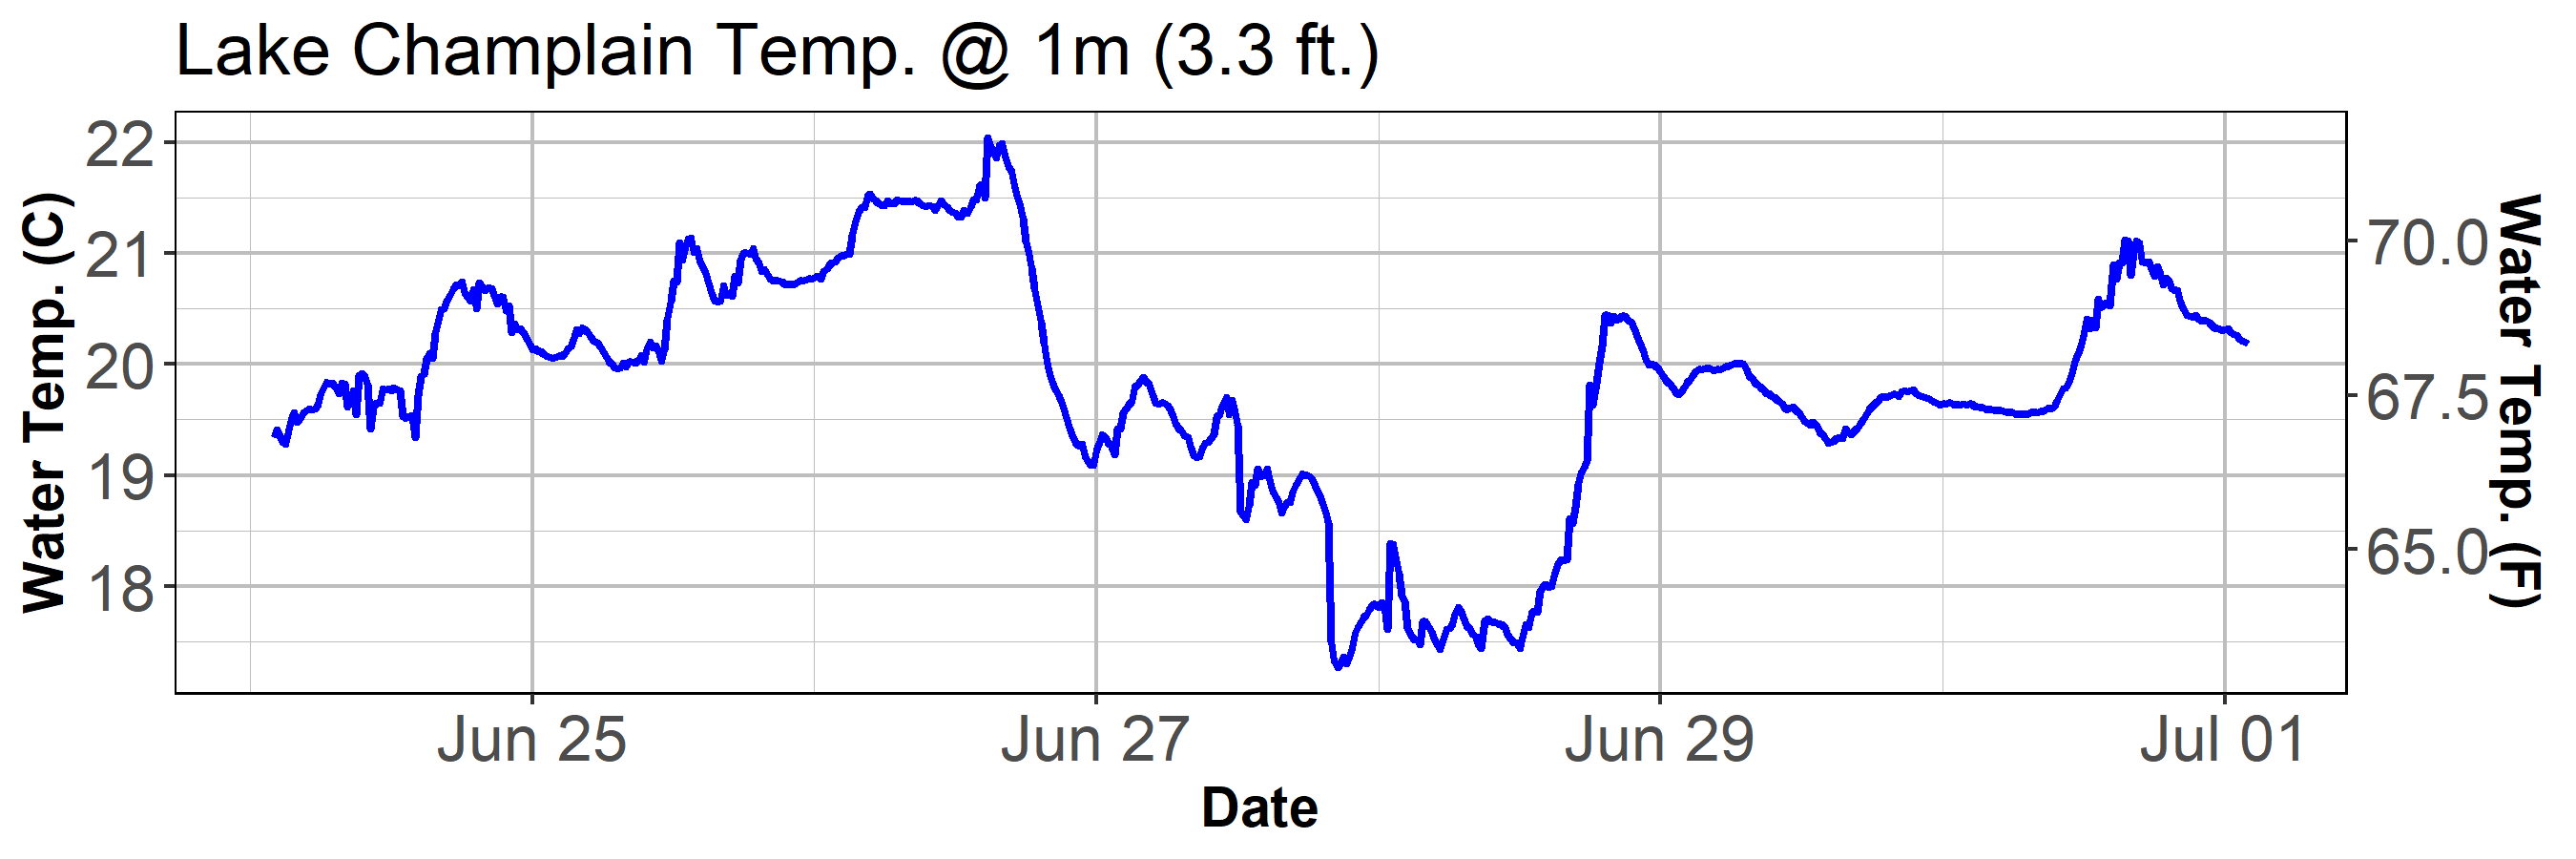 Lake Champlain Temp. @ 1m (3.3 ft.)
Water Temp. (C)
22
21
20
19
18
70.0
67.5
65.0
Water Temp. (F)
Jun 25
Jun 27
Jun 29
Jul 01
Date